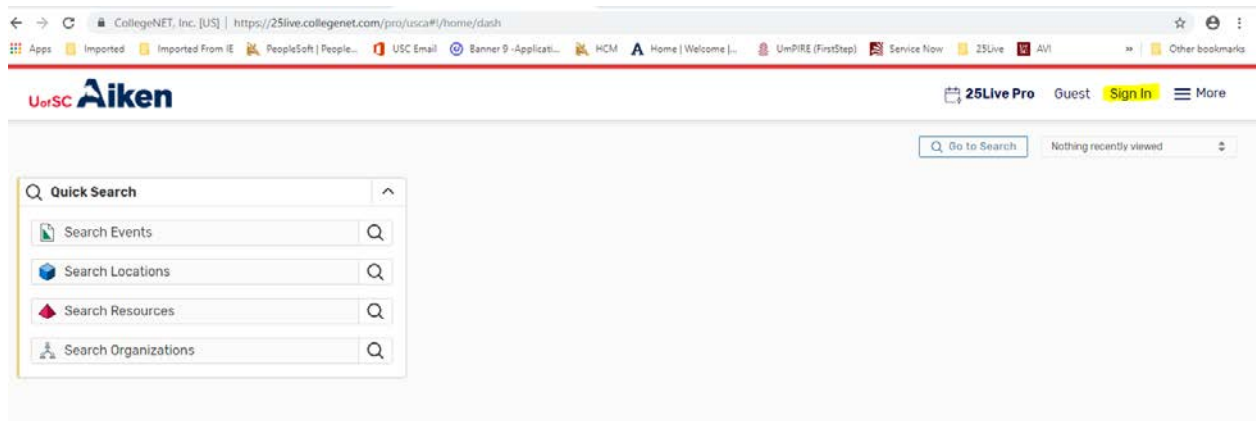 CollegeNET, Inc. [US] | https://25live.collegenet.com/pro/usca#!/home/dash
Apps Imported Imported From IE PeopleSoft | People... USC Email Banner 9 -Applicati... HCM Home | Welcome |... UmPIRE (FirstStep) Service Now 25Live AVI » Other bookmarks
UofSC Aiken 25Live Pro Guest Sign In More
Go to Search Nothing recently viewed
Quick Search
Search Events
Search Locations
Search Resources
Search Organizations